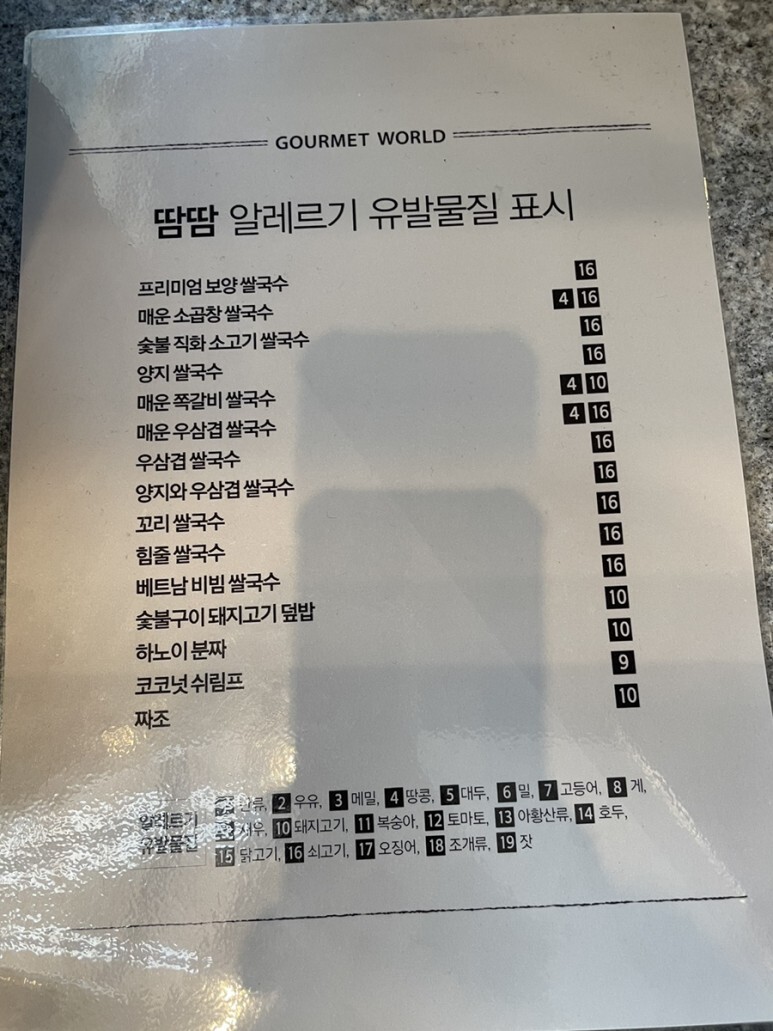 GOURMET WORLD
땀땀 알레르기 유발물질 표시
프리미엄 보양 쌀국수 16
매운 소곱창 쌀국수 4 16
숯불 직화 소고기 쌀국수 16
양지 쌀국수 16
매운 쪽갈비 쌀국수 4 10
매운 우삼겹 쌀국수 4 16
우삼겹 쌀국수 16
양지와 우삼겹 쌀국수 16
꼬리 쌀국수 16
힘줄 쌀국수 16
베트남 비빔 쌀국수 16
숯불구이 돼지고기 덮밥 10
하노이 분짜 10
코코넛 쉬림프 9
짜조 10
알레르기 유발물질
난류, 2 우유, 3 메밀, 4 땅콩, 5 대두, 6 밀, 7 고등어, 8 게,
새우, 10 돼지고기, 11 복숭아, 12 토마토, 13 아황산류, 14 호두,
15 닭고기, 16 쇠고기, 17 오징어, 18 조개류, 19 잣